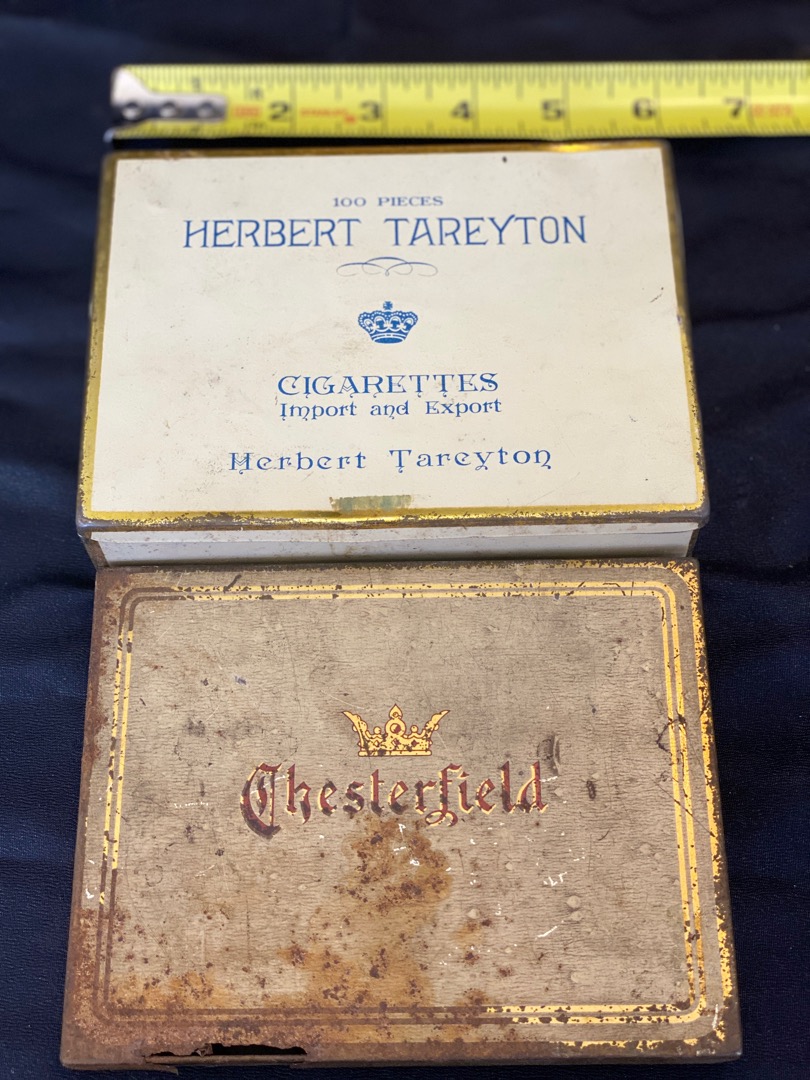 2 3 4 5 6 7
100 PIECES
HERBERT TAREYTON
CIGARETTES
Import and Export
Herbert Tareyton
Chesterfield